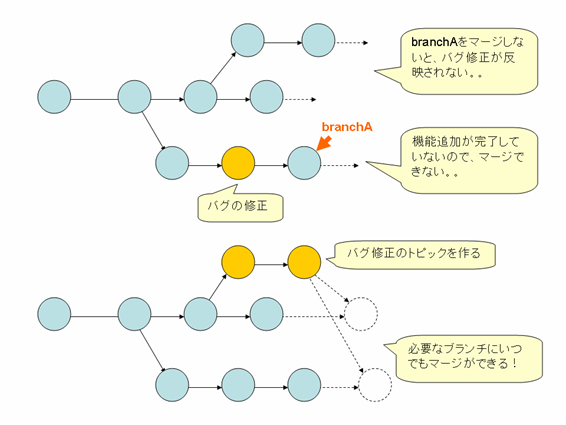 branchAをマージしな
いと、バグ修正が反
映されない。。
branchA
機能追加が完了して
いないので、マージで
きない。。
バグの修正
バグ修正のトピックを作る
必要なブランチにいつ
でもマージができる！